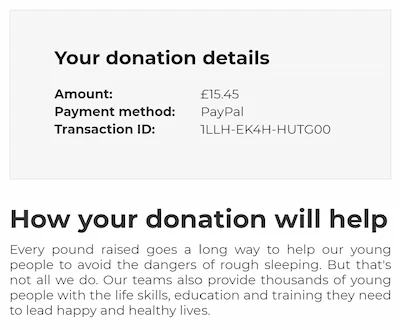 Your donation details
Amount: £15.45
Payment method: PayPal
Transaction ID: 1LLH-EK4H-HUTG00
How your donation will help
Every pound raised goes a long way to help our young
people to avoid the dangers of rough sleeping. But that's
not all we do. Our teams also provide thousands of young
people with the life skills, education and training they need
to lead happy and healthy lives.